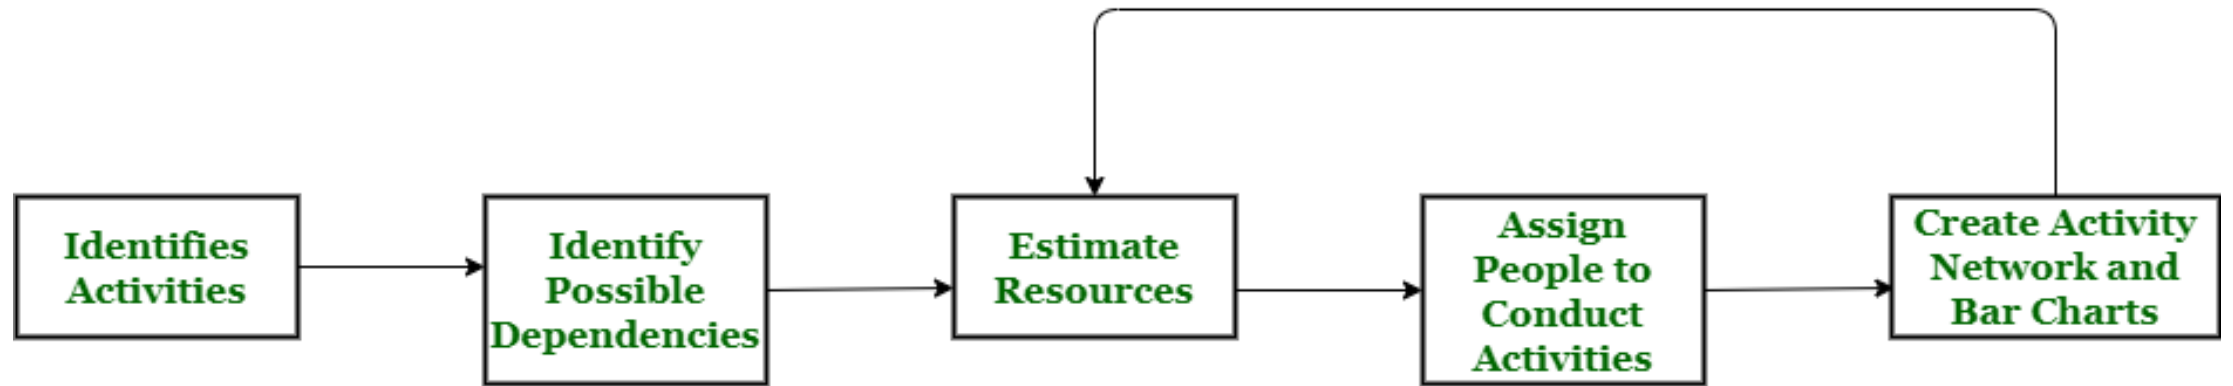 Identifies
Activities
Identify
Possible
Dependencies
Estimate
Resources
Assign
People to
Conduct
Activities
Create Activity
Network and
Bar Charts